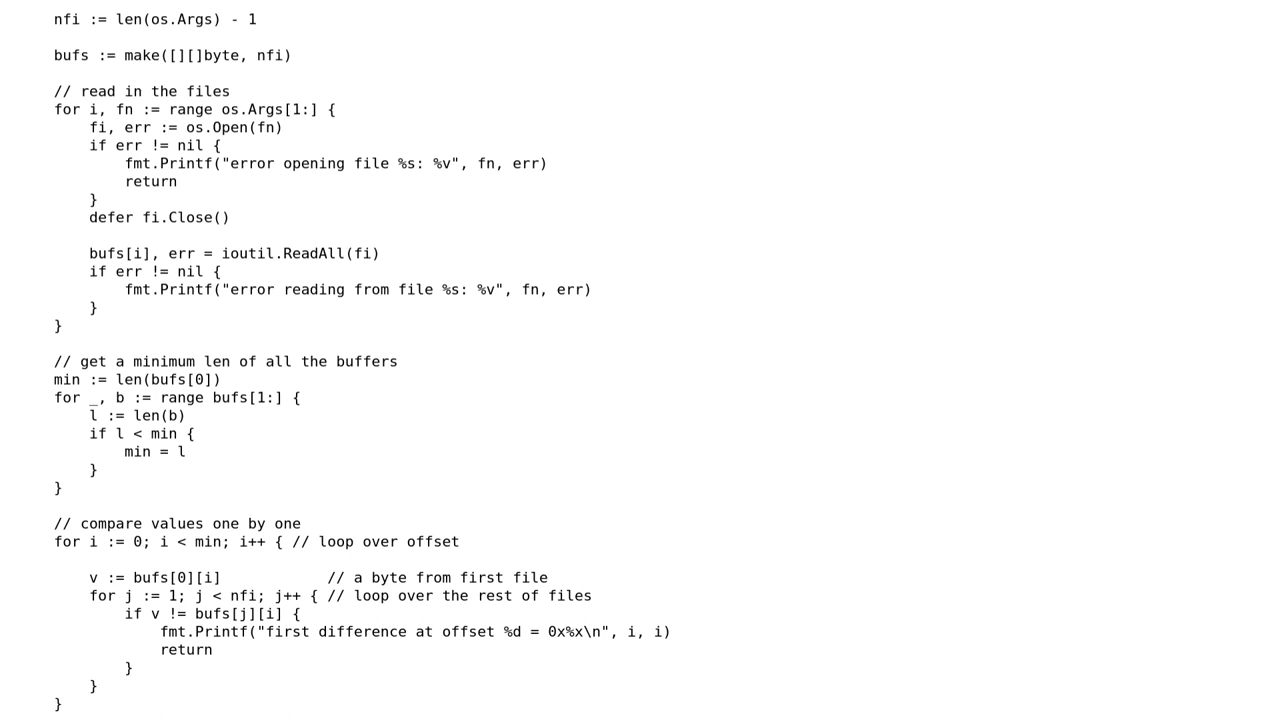 nfi := len(os.Args) - 1

bufs := make([][]byte, nfi)

// read in the files
for i, fn := range os.Args[1:] {
    fi, err := os.Open(fn)
    if err != nil {
        fmt.Printf("error opening file %s: %v", fn, err)
        return
    }
    defer fi.Close()

    bufs[i], err = ioutil.ReadAll(fi)
    if err != nil {
        fmt.Printf("error reading from file %s: %v", fn, err)
    }
}

// get a minimum len of all the buffers
min := len(bufs[0])
for _, b := range bufs[1:] {
    l := len(b)
    if l < min {
        min = l
    }
}

// compare values one by one
for i := 0; i < min; i++ { // loop over offset

    v := bufs[0][i]            // a byte from first file
    for j := 1; j < nfi; j++ { // loop over the rest of files
        if v != bufs[j][i] {
            fmt.Printf("first difference at offset %d = 0x%x\n", i, i)
            return
        }
    }
}